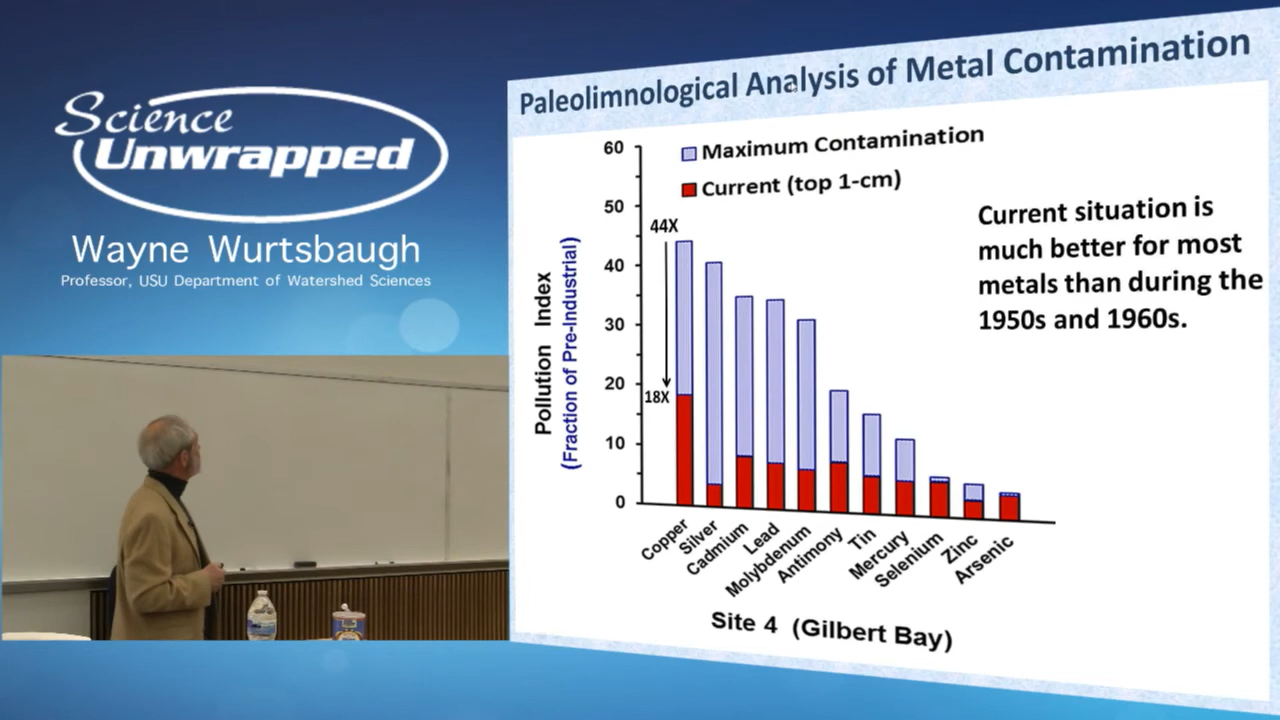 Science
Unwrapped
Wayne Wurtsbaugh
Professor, USU Department of Watershed Sciences
Paleolimnological Analysis of Metal Contamination
Maximum Contamination
Current (top 1-cm)
Current situation is
much better for most
metals than during the
1950s and 1960s.
Pollution Index
(Fraction of Pre-Industrial)
60
50
40
30
20
10
0
44X
18X
Copper
Silver
Cadmium
Lead
Molybdenum
Antimony
Tin
Mercury
Selenium
Zinc
Arsenic
Site 4 (Gilbert Bay)